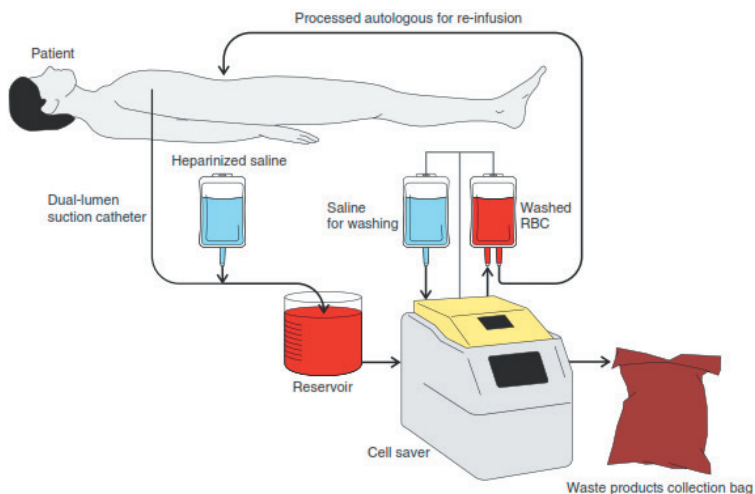 Processed autologous for re-infusion
Patient
Heparinized saline
Dual-lumen
suction catheter
Saline
for washing
Washed
RBC
Reservoir
Cell saver
Waste products collection bag